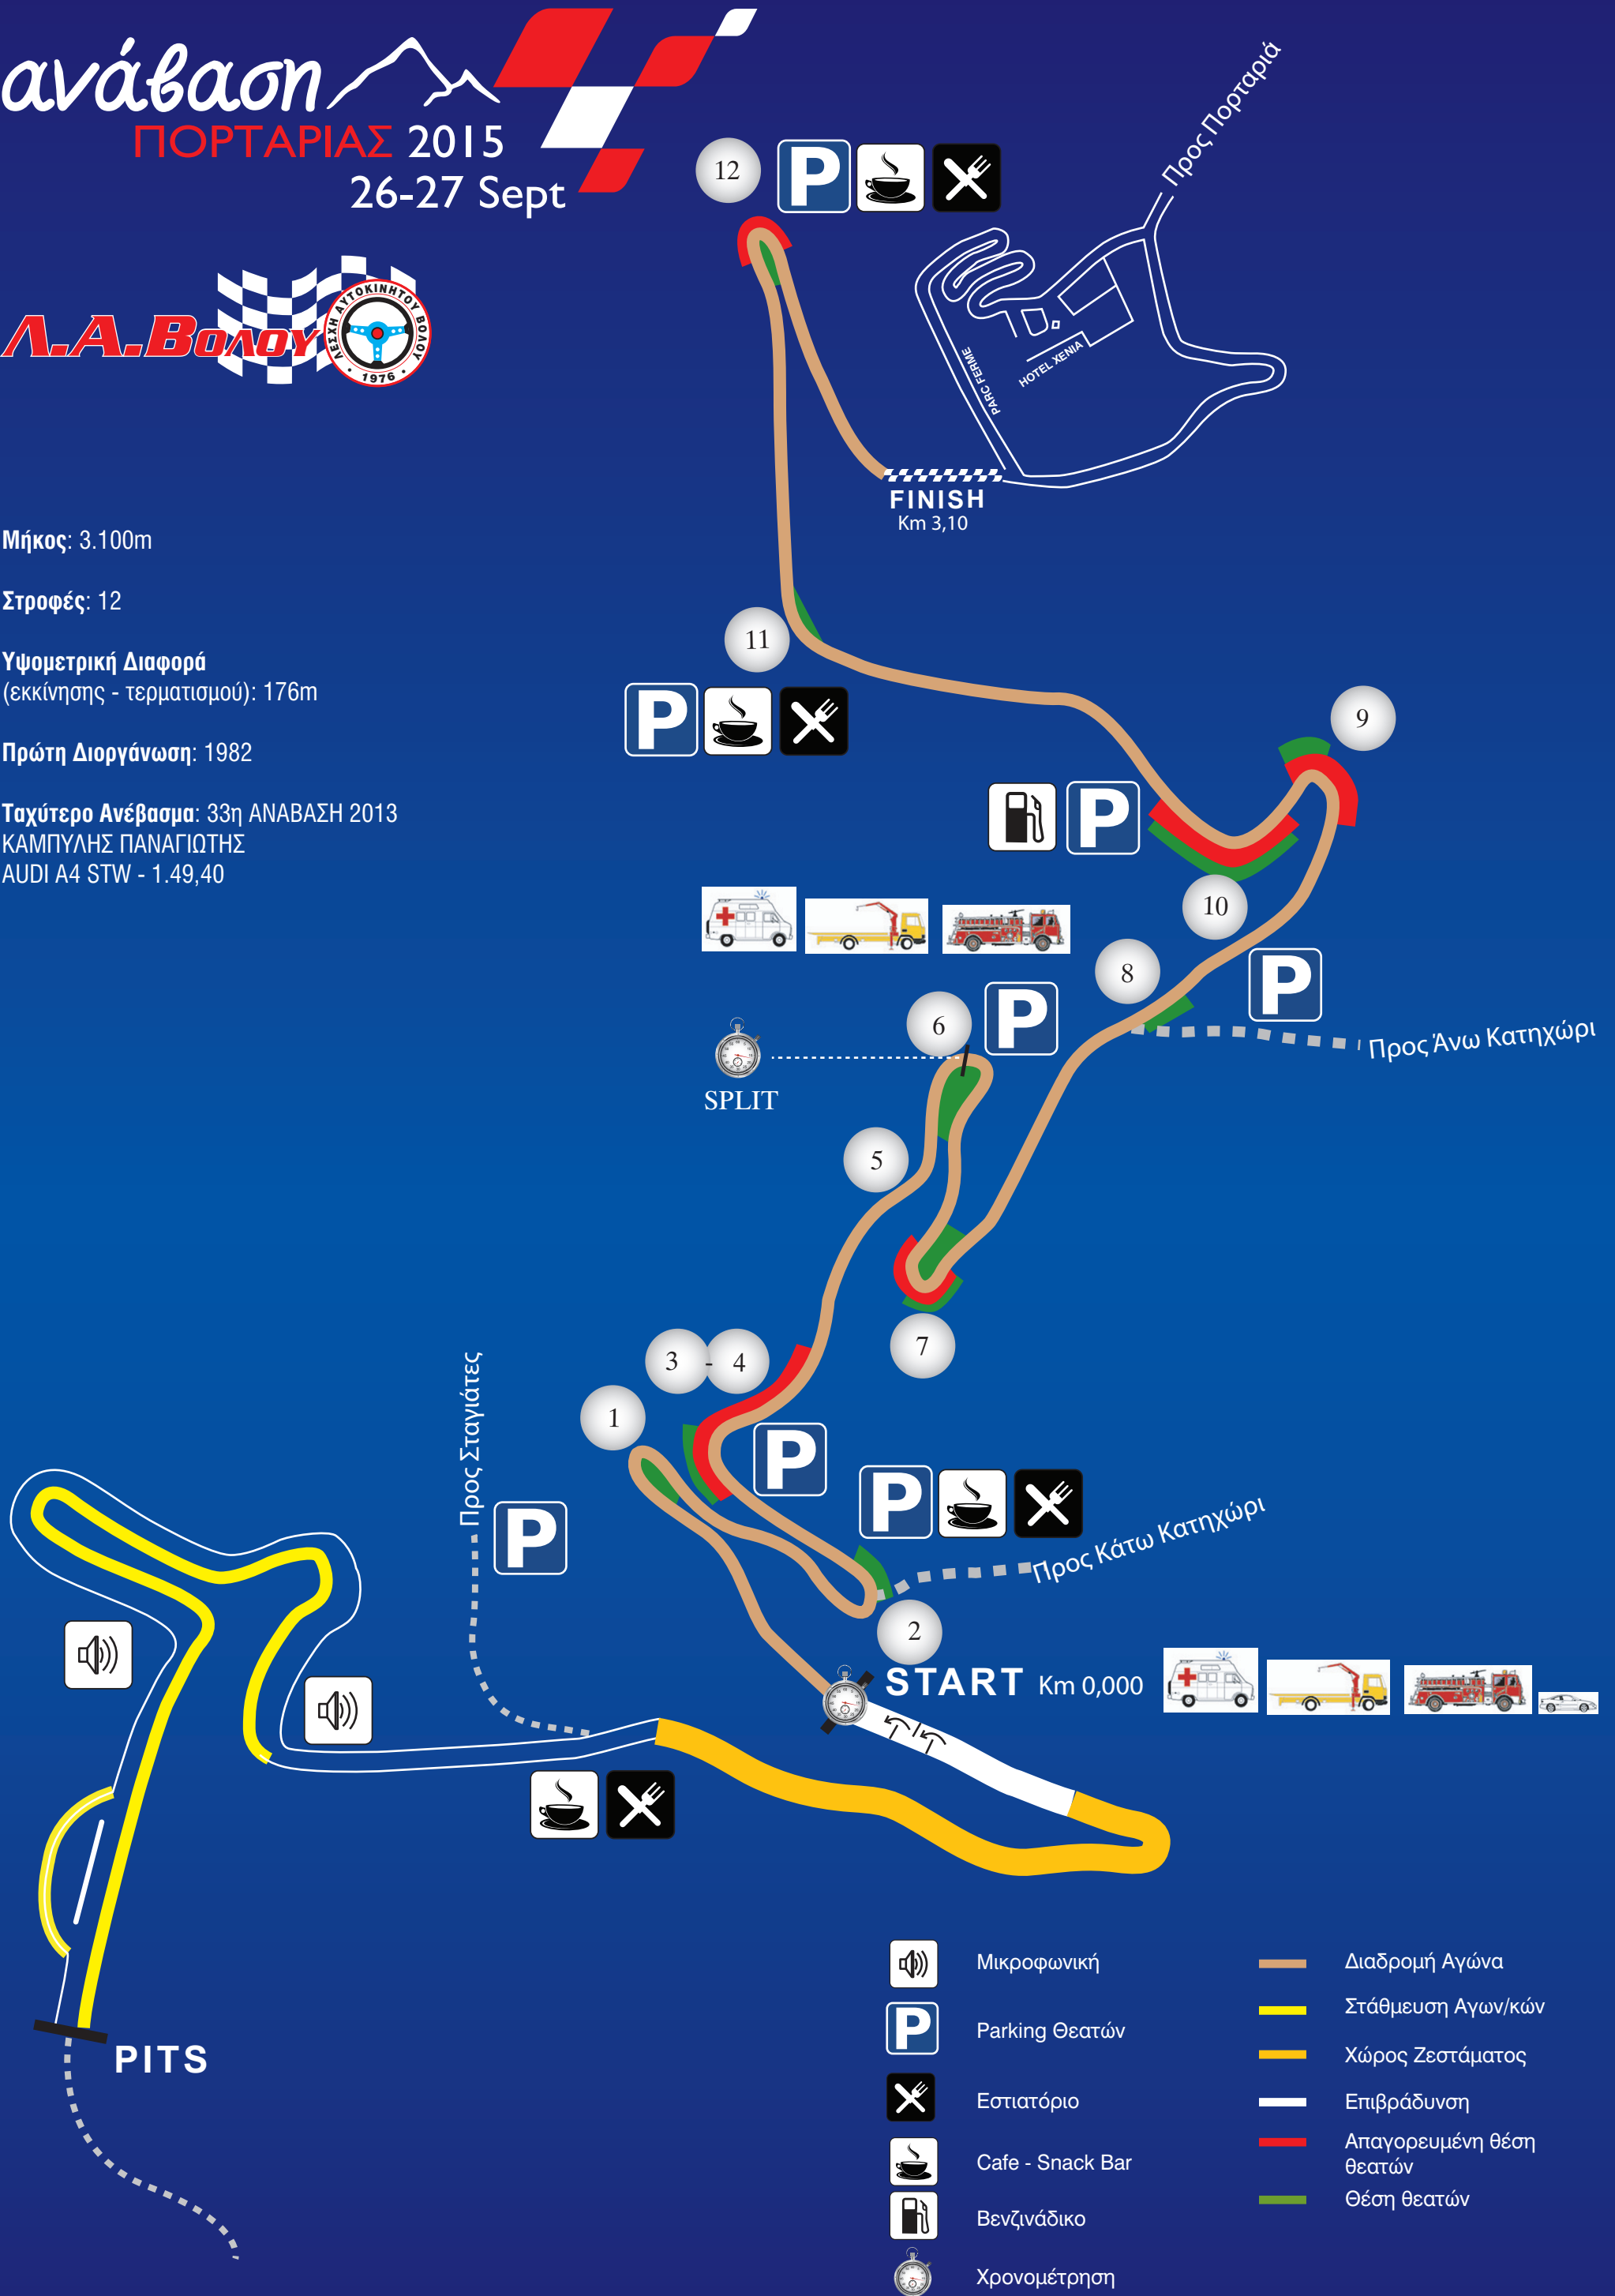 ανάβαση
ΠΟΡΤΑΡΙΑΣ 2015
26-27 Sept
Λ.Α.Βολου
ΛΕΣΧΗ ΑΥΤΟΚΙΝΗΤΟΥ ΒΟΛΟΥ
• 1976 •
Μήκος: 3.100m
Στροφές: 12
Υψομετρική Διαφορά
(εκκίνησης - τερματισμού): 176m
Πρώτη Διοργάνωση: 1982
Ταχύτερο Ανέβασμα: 33η ΑΝΑΒΑΣΗ 2013
ΚΑΜΠΥΛΗΣ ΠΑΝΑΓΙΩΤΗΣ
AUDI A4 STW - 1.49,40
Προς Πορταριά
12
P
PARC FERME
HOTEL XENIA
FINISH
Km 3,10
11
P
9
P
10
8
P
6
P
Προς Άνω Κατηχώρι
SPLIT
5
7
3 - 4
1
P
Προς Σταγιάτες
P
P
Προς Κάτω Κατηχώρι
2
START Km 0,000
PITS
Μικροφωνική
P Parking Θεατών
Εστιατόριο
Cafe - Snack Bar
Βενζινάδικο
Χρονομέτρηση
Διαδρομή Αγώνα
Στάθμευση Αγων/κών
Χώρος Ζεστάματος
Επιβράδυνση
Απαγορευμένη θέση
θεατών
Θέση θεατών